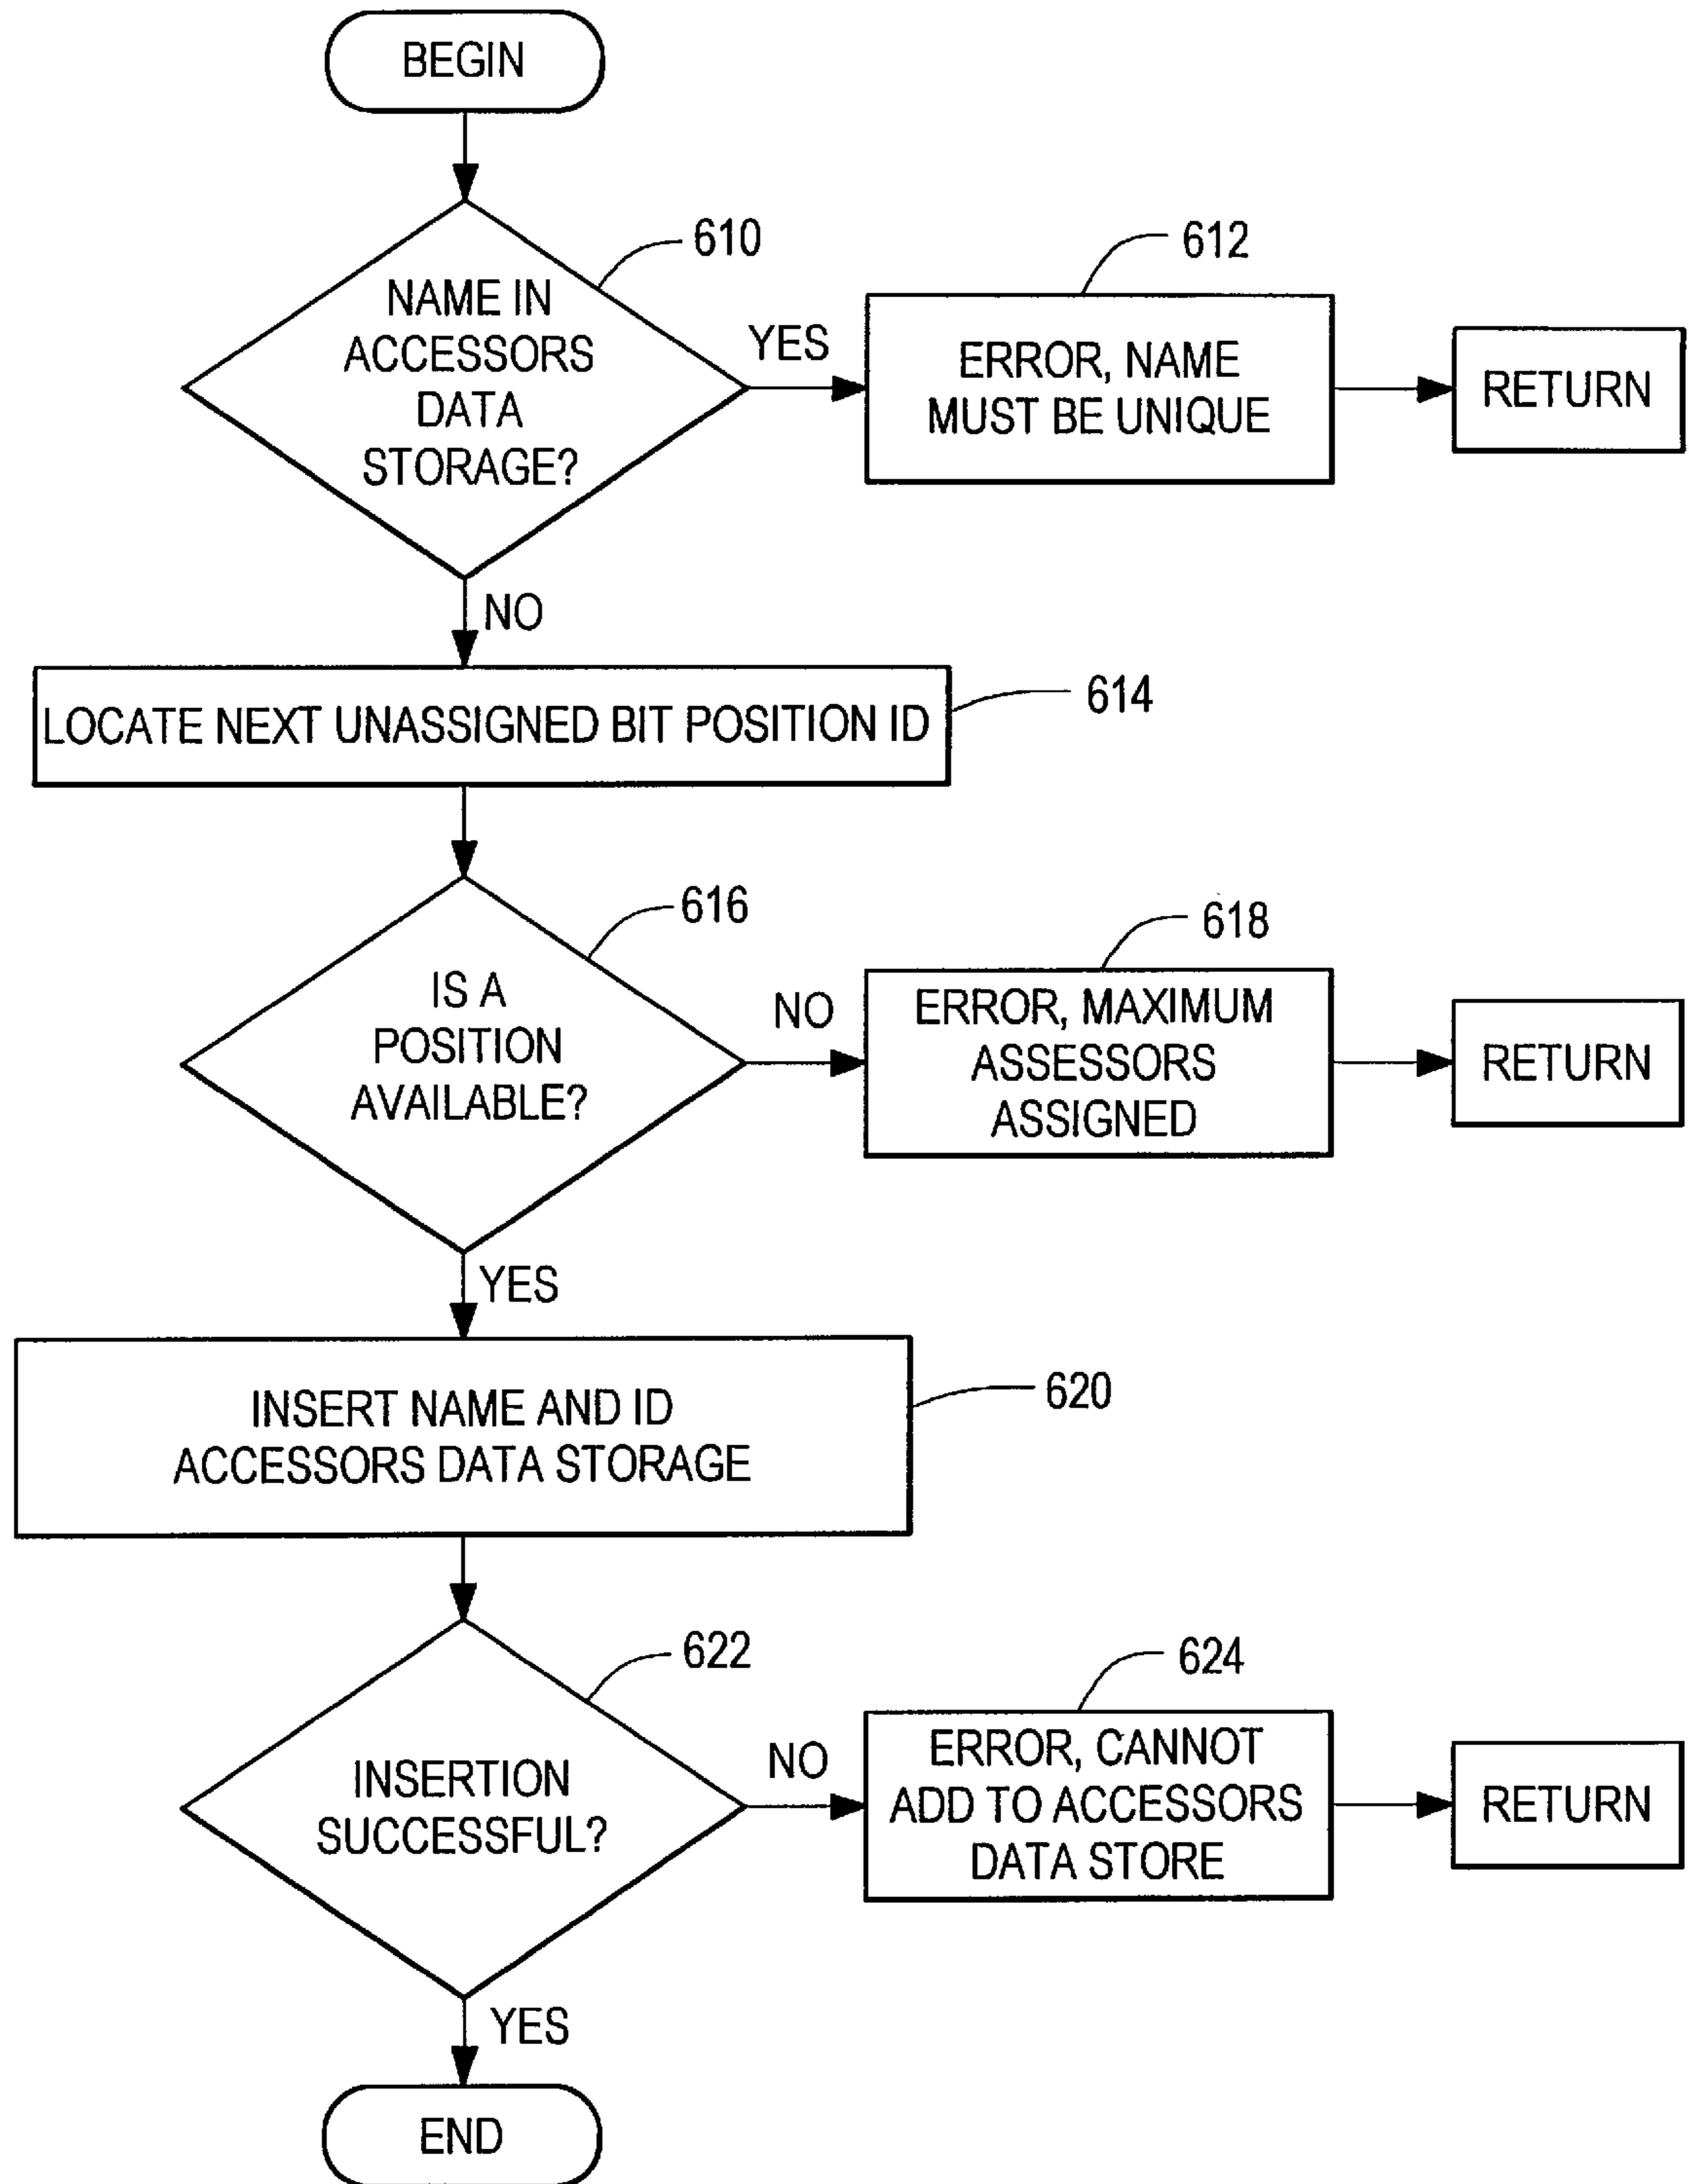 BEGIN
610
NAME IN
ACCESSORS
DATA
STORAGE?
YES
612
ERROR, NAME
MUST BE UNIQUE
RETURN
NO
LOCATE NEXT UNASSIGNED BIT POSITION ID
614
616
IS A
POSITION
AVAILABLE?
NO
618
ERROR, MAXIMUM
ASSESSORS
ASSIGNED
RETURN
YES
INSERT NAME AND ID
ACCESSORS DATA STORAGE
620
622
INSERTION
SUCCESSFUL?
NO
624
ERROR, CANNOT
ADD TO ACCESSORS
DATA STORE
RETURN
YES
END